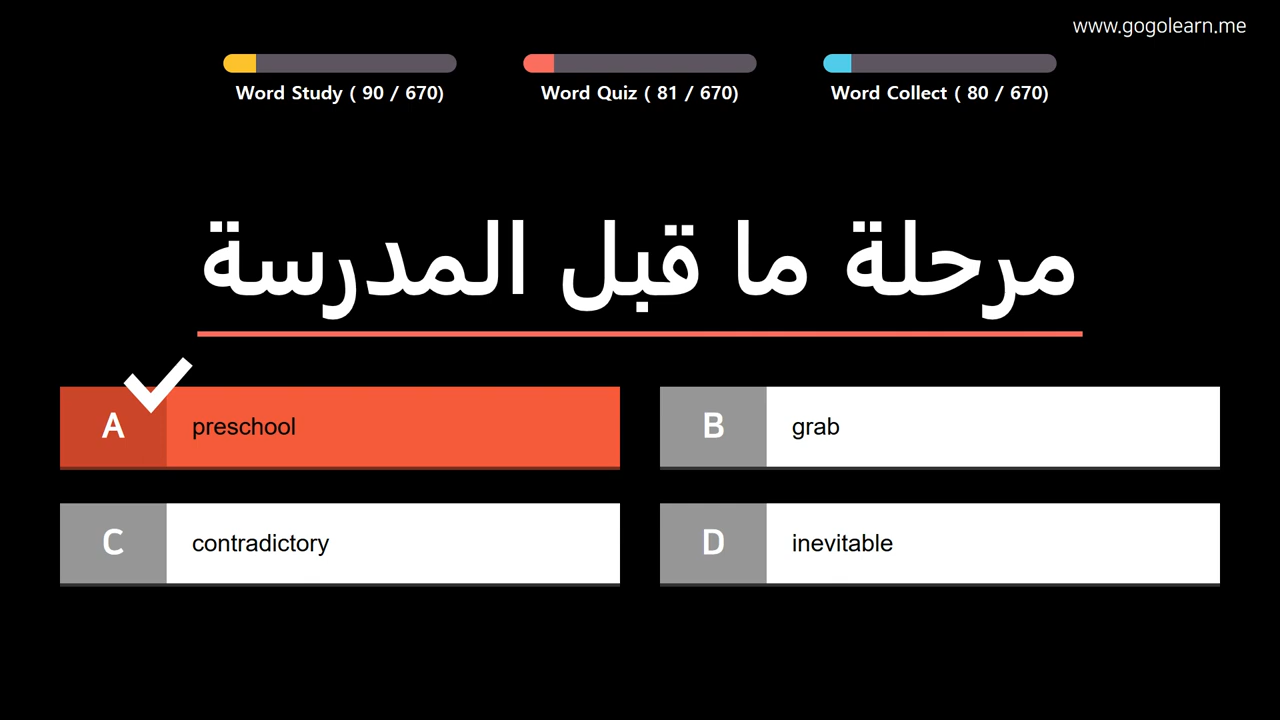 www.gogolearn.me
Word Study ( 90 / 670)
Word Quiz ( 81 / 670)
Word Collect ( 80 / 670)
مرحلة ما قبل المدرسة
A preschool
B grab
C contradictory
D inevitable